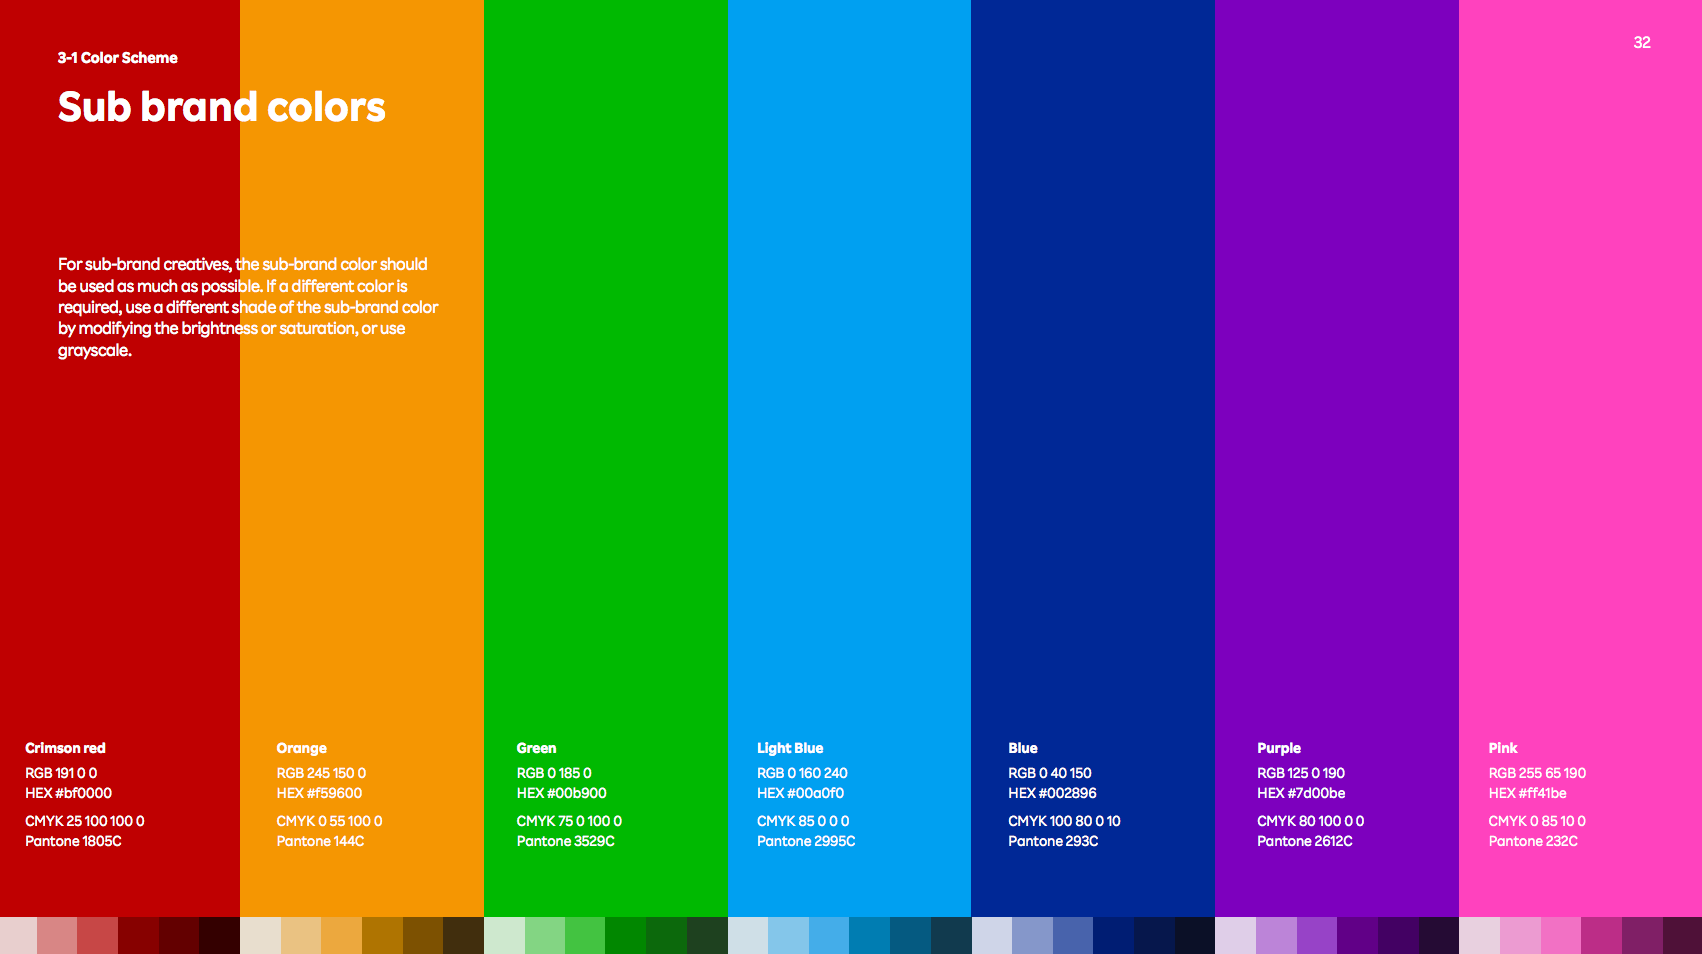 3-1 Color Scheme
32
Sub brand colors
For sub-brand creatives, the sub-brand color should
be used as much as possible. If a different color is
required, use a different shade of the sub-brand color
by modifying the brightness or saturation, or use
grayscale.
Crimson red
RGB 191 0 0
HEX #bf0000
CMYK 25 100 100 0
Pantone 1805C
Orange
RGB 245 150 0
HEX #f59600
CMYK 0 55 100 0
Pantone 144C
Green
RGB 0 185 0
HEX #00b900
CMYK 75 0 100 0
Pantone 3529C
Light Blue
RGB 0 160 240
HEX #00a0f0
CMYK 85 0 0 0
Pantone 2995C
Blue
RGB 0 40 150
HEX #002896
CMYK 100 80 0 10
Pantone 293C
Purple
RGB 125 0 190
HEX #7d00be
CMYK 80 100 0 0
Pantone 2612C
Pink
RGB 255 65 190
HEX #ff41be
CMYK 0 85 10 0
Pantone 232C